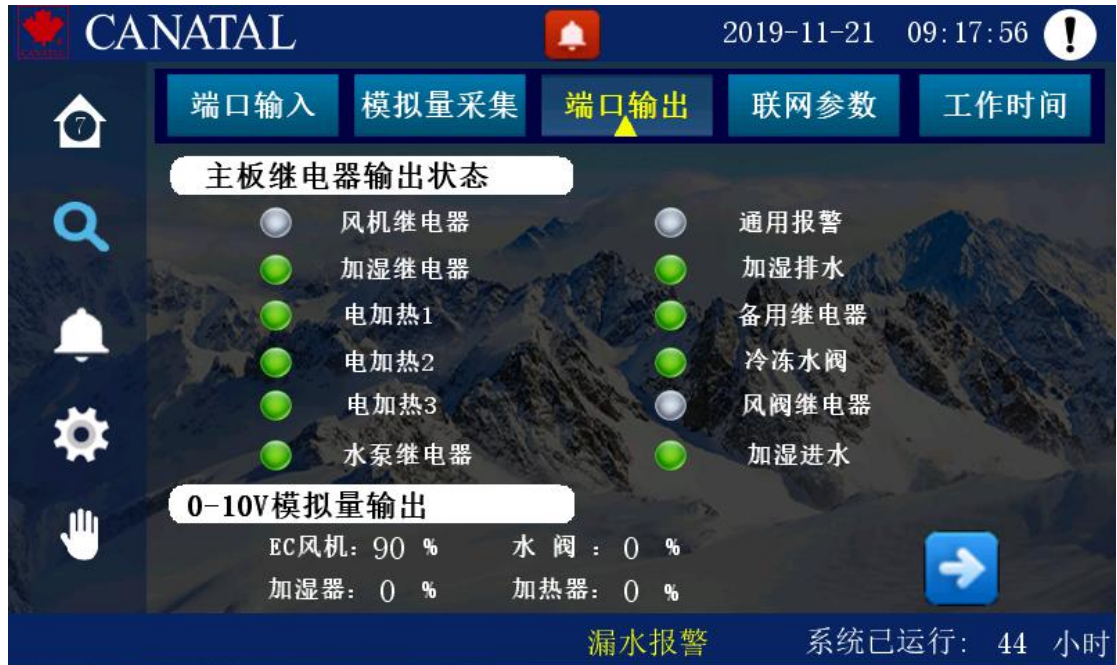 CANATAL 2019-11-21 09:17:56
端口输入 模拟量采集 端口输出 联网参数 工作时间
7
主板继电器输出状态
风机继电器 通用报警
加湿继电器 加湿排水
电加热1 备用继电器
电加热2 冷冻水阀
电加热3 风阀继电器
水泵继电器 加湿进水
0-10V模拟量输出
EC风机: 90 % 水 阀 : 0 %
加湿器: 0 % 加热器: 0 %
漏水报警 系统已运行: 44 小时